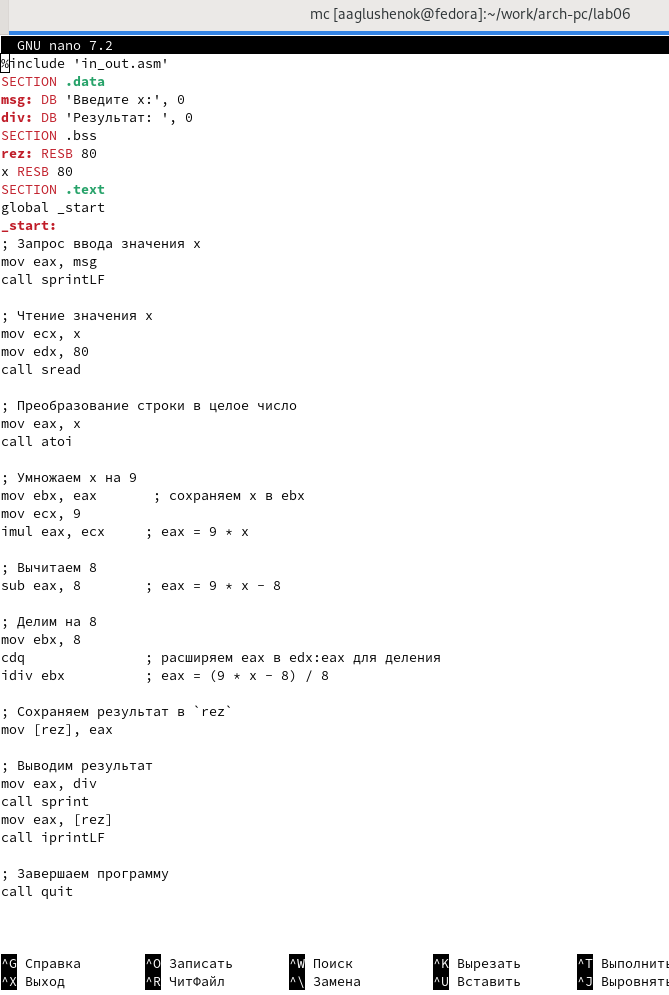 mc [aaglushenok@fedora]:~/work/arch-pc/lab06
GNU nano 7.2
%include 'in_out.asm'
SECTION .data
msg: DB 'Введите x:', 0
div: DB 'Результат: ', 0
SECTION .bss
rez: RESB 80
x RESB 80
SECTION .text
global _start
_start:
; Запрос ввода значения x
mov eax, msg
call sprintLF
; Чтение значения x
mov ecx, x
mov edx, 80
call sread
; Преобразование строки в целое число
mov eax, x
call atoi
; Умножаем x на 9
mov ebx, eax ; сохраняем x в ebx
mov ecx, 9
imul eax, ecx ; eax = 9 * x
; Вычитаем 8
sub eax, 8 ; eax = 9 * x - 8
; Делим на 8
mov ebx, 8
cdq ; расширяем eax в edx:eax для деления
idiv ebx ; eax = (9 * x - 8) / 8
; Сохраняем результат в `rez`
mov [rez], eax
; Выводим результат
mov eax, div
call sprint
mov eax, [rez]
call iprintLF
; Завершаем программу
call quit
^G Справка ^O Записать ^W Поиск ^K Вырезать ^T Выполнить
^X Выход ^R ЧитФайл ^\ Замена ^U Вставить ^J Выровнять